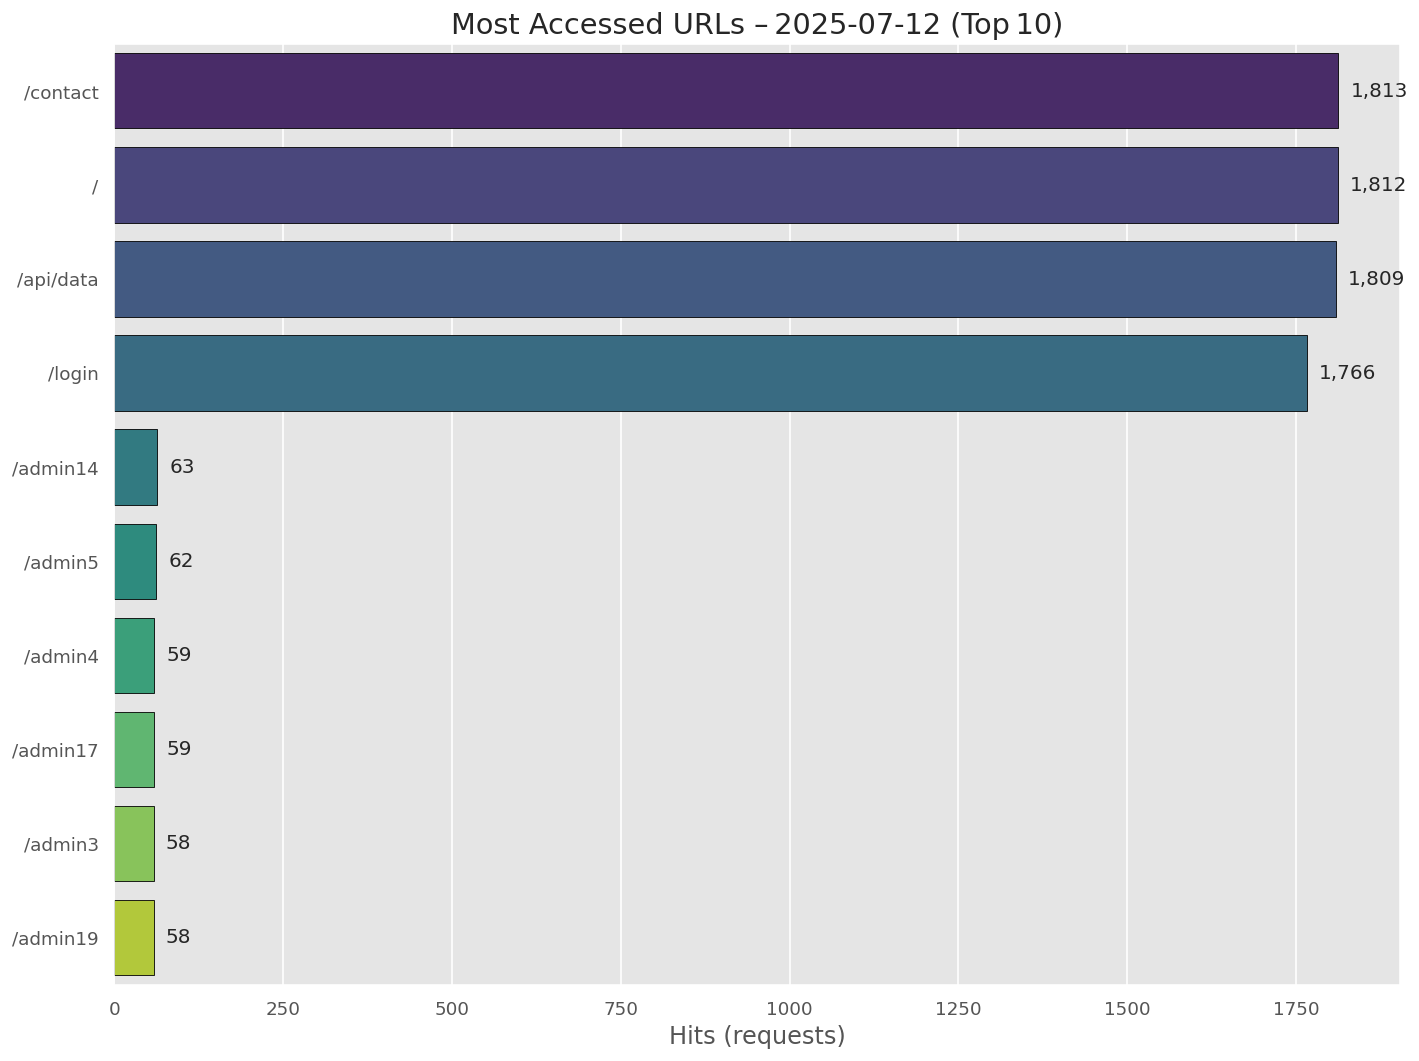 Most Accessed URLs – 2025-07-12 (Top 10)
/contact 1,813
/ 1,812
/api/data 1,809
/login 1,766
/admin14 63
/admin5 62
/admin4 59
/admin17 59
/admin3 58
/admin19 58
0 250 500 750 1000 1250 1500 1750
Hits (requests)